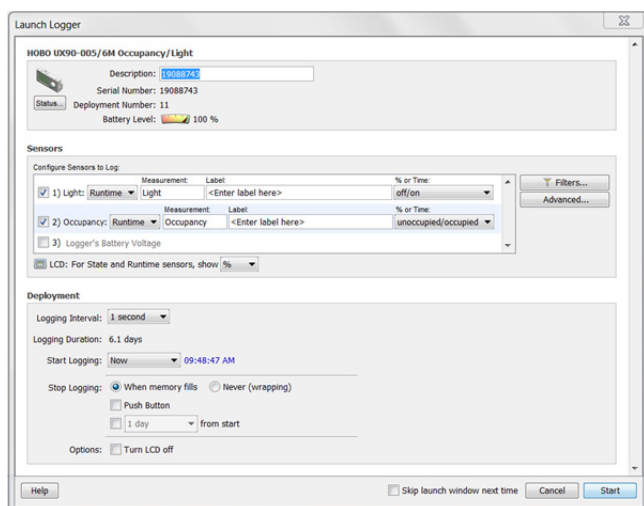 Launch Logger
HOBO UX90-005/6M Occupancy/Light
Description: 19088743
Serial Number: 19088743
Status... Deployment Number: 11
Battery Level: 100 %
Sensors
Configure Sensors to Log:
Measurement: Label: % or Time:
1) Light: Runtime Light <Enter label here> off/on
Filters...
Advanced...
Measurement: Label: % or Time:
2) Occupancy: Runtime Occupancy <Enter label here> unoccupied/occupied
3) Logger's Battery Voltage
LCD: For State and Runtime sensors, show %
Deployment
Logging Interval: 1 second
Logging Duration: 6.1 days
Start Logging: Now 09:48:47 AM
Stop Logging: When memory fills Never (wrapping)
Push Button
1 day from start
Options: Turn LCD off
Help Skip launch window next time Cancel Start